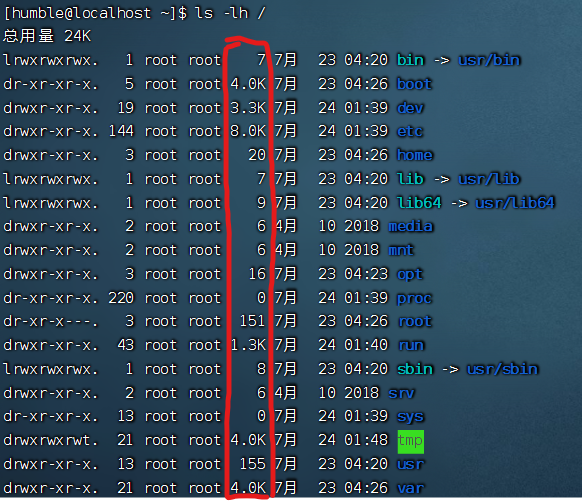 [humble@localhost ~]$ ls -lh /
总用量 24K
lrwxrwxrwx.   1 root root    7 7月  23 04:20 bin -> usr/bin
dr-xr-xr-x.   5 root root 4.0K 7月  23 04:26 boot
drwxr-xr-x.  19 root root 3.3K 7月  24 01:39 dev
drwxr-xr-x. 144 root root 8.0K 7月  24 01:39 etc
drwxr-xr-x.   3 root root   20 7月  23 04:26 home
lrwxrwxrwx.   1 root root    7 7月  23 04:20 lib -> usr/lib
lrwxrwxrwx.   1 root root    9 7月  23 04:20 lib64 -> usr/lib64
drwxr-xr-x.   2 root root    6 4月  10 2018 media
drwxr-xr-x.   2 root root    6 4月  10 2018 mnt
drwxr-xr-x.   3 root root   16 7月  23 04:23 opt
dr-xr-xr-x. 220 root root    0 7月  24 01:39 proc
dr-xr-x---.   3 root root  151 7月  23 04:26 root
drwxr-xr-x.  43 root root 1.3K 7月  24 01:40 run
lrwxrwxrwx.   1 root root    8 7月  23 04:20 sbin -> usr/sbin
drwxr-xr-x.   2 root root    6 4月  10 2018 srv
dr-xr-xr-x.  13 root root    0 7月  24 01:39 sys
drwxrwxrwt.  21 root root 4.0K 7月  24 01:48 tmp
drwxr-xr-x.  13 root root  155 7月  23 04:20 usr
drwxr-xr-x.  21 root root 4.0K 7月  23 04:26 var